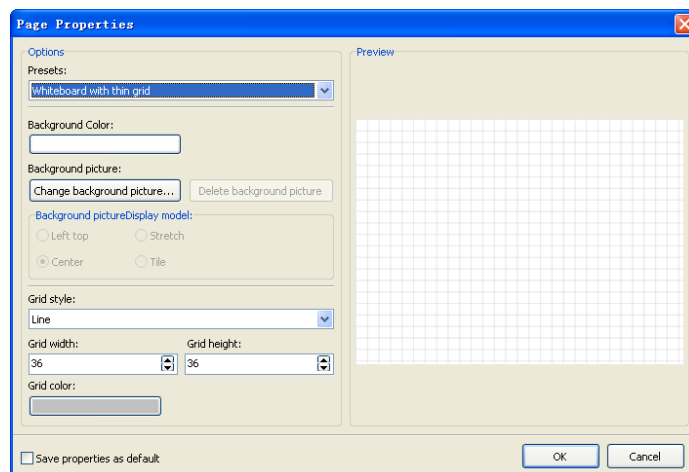 Page Properties
Options
Presets:
Whiteboard with thin grid
Background Color:
Background picture:
Change background picture...
Delete background picture
Background pictureDisplay model:
Left top
Stretch
Center
Tile
Grid style:
Line
Grid width:
Grid height:
36
36
Grid color:
Save properties as default
Preview
OK
Cancel